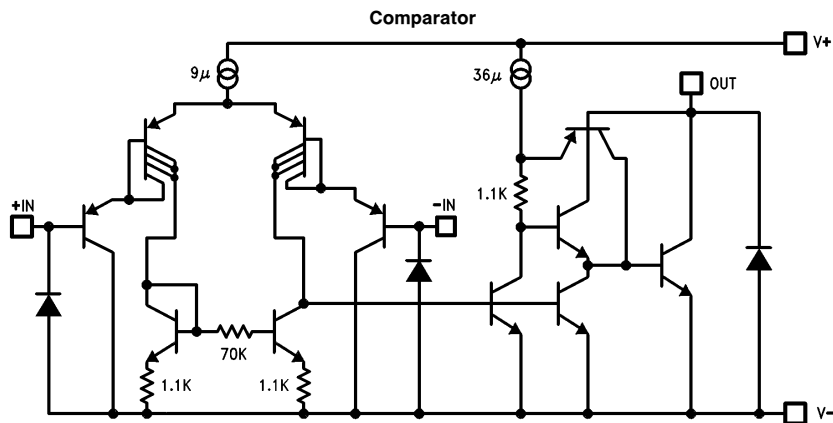 Comparator
V+
9μ
36μ
OUT
1.1K
+IN
-IN
70K
1.1K
1.1K
V-